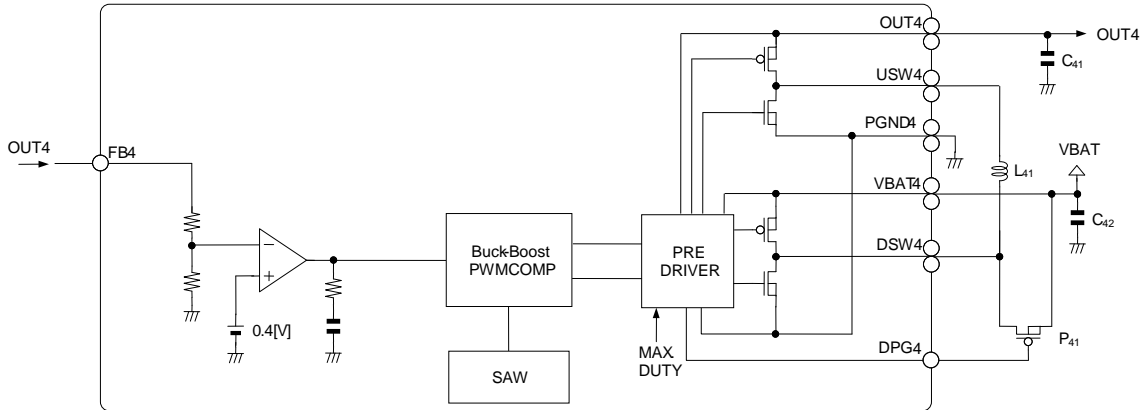 OUT4
OUT4
C41
USW4
PGND4
OUT4
FB4
VBAT
L41
VBAT4
C42
Buck-Boost
PWMCOMP
PRE
DRIVER
DSW4
0.4[V]
MAX.
DUTY
DPG4
P41
SAW